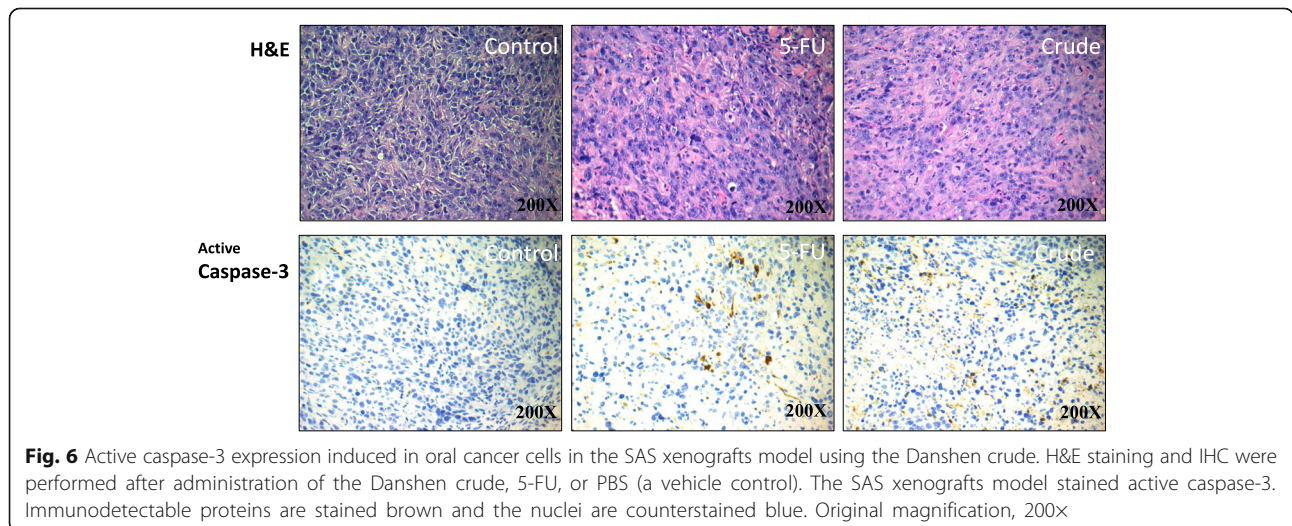 H&E
Control
5-FU
Crude
200X
200X
200X
Active
Caspase-3
Control
5-FU
Crude
200X
200X
200X
Fig. 6 Active caspase-3 expression induced in oral cancer cells in the SAS xenografts model using the Danshen crude. H&E staining and IHC were
performed after administration of the Danshen crude, 5-FU, or PBS (a vehicle control). The SAS xenografts model stained active caspase-3.
Immunodetectable proteins are stained brown and the nuclei are counterstained blue. Original magnification, 200×